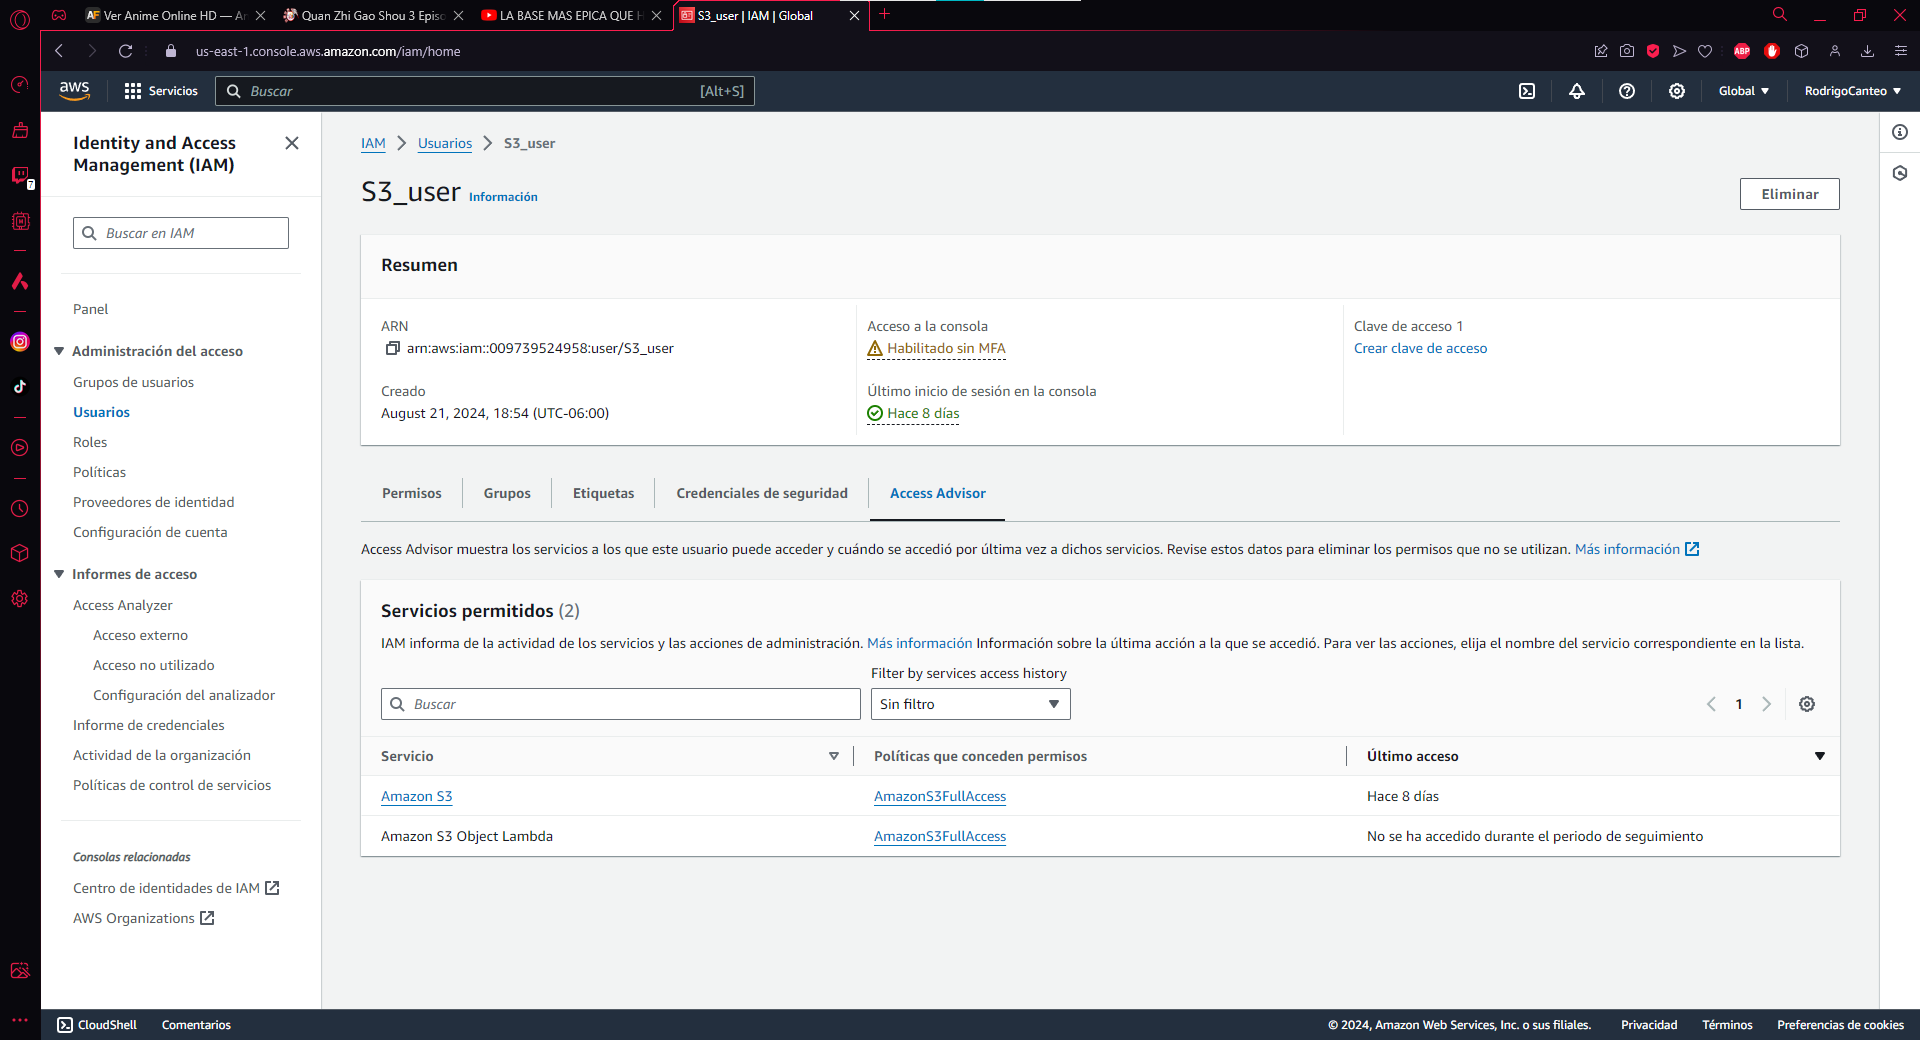 Ver Anime Online HD — A
Quan Zhi Gao Shou 3 Episo
LA BASE MAS EPICA QUE H
S3_user | IAM | Global
us-east-1.console.aws.amazon.com/iam/home
ABP
7
aws
Servicios
Buscar
[Alt+S]
Global
RodrigoCanteo
Identity and Access
Management (IAM)
Buscar en IAM
Panel
Administración del acceso
Grupos de usuarios
Usuarios
Roles
Políticas
Proveedores de identidad
Configuración de cuenta
Informes de acceso
Access Analyzer
Acceso externo
Acceso no utilizado
Configuración del analizador
Informe de credenciales
Actividad de la organización
Políticas de control de servicios
Consolas relacionadas
Centro de identidades de IAM
AWS Organizations
IAM
Usuarios
S3_user
S3_user Información
Eliminar
Resumen
ARN
arn:aws:iam::009739524958:user/S3_user
Creado
August 21, 2024, 18:54 (UTC-06:00)
Acceso a la consola
Habilitado sin MFA
Último inicio de sesión en la consola
Hace 8 días
Clave de acceso 1
Crear clave de acceso
Permisos
Grupos
Etiquetas
Credenciales de seguridad
Access Advisor
Access Advisor muestra los servicios a los que este usuario puede acceder y cuándo se accedió por última vez a dichos servicios. Revise estos datos para eliminar los permisos que no se utilizan. Más información
Servicios permitidos (2)
IAM informa de la actividad de los servicios y las acciones de administración. Más información Información sobre la última acción a la que se accedió. Para ver las acciones, elija el nombre del servicio correspondiente en la lista.
Filter by services access history
Buscar
Sin filtro
1
Servicio
Políticas que conceden permisos
Último acceso
Amazon S3
AmazonS3FullAccess
Hace 8 días
Amazon S3 Object Lambda
AmazonS3FullAccess
No se ha accedido durante el periodo de seguimiento
CloudShell
Comentarios
© 2024, Amazon Web Services, Inc. o sus filiales.
Privacidad
Términos
Preferencias de cookies